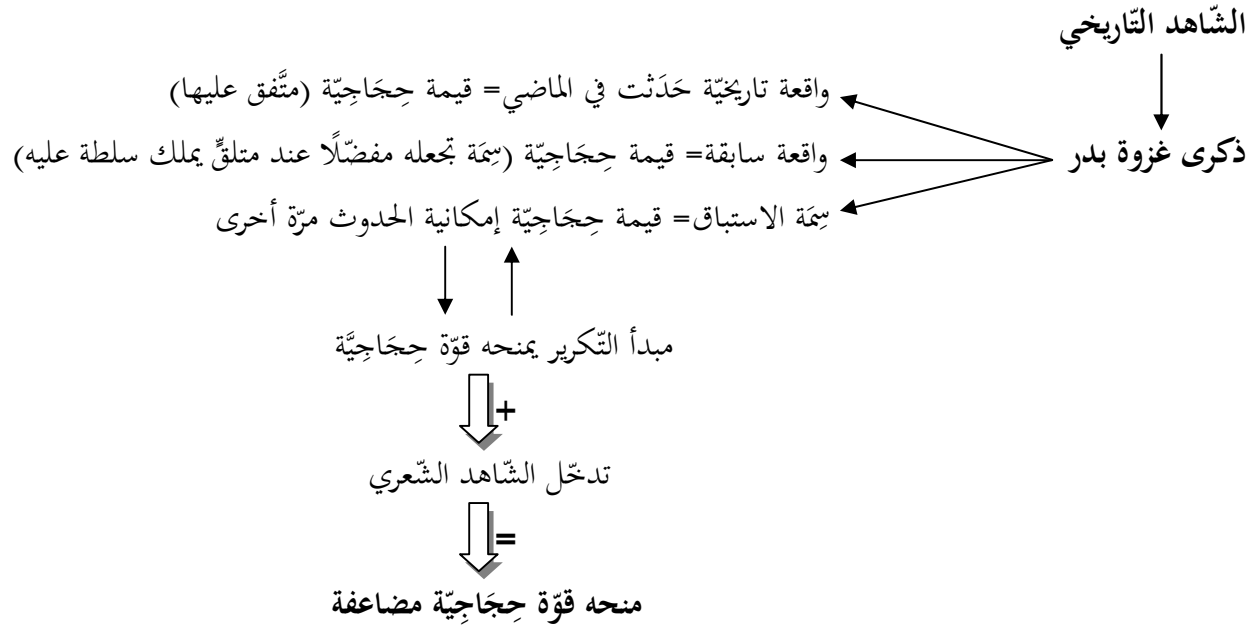 الشّاهد التّاريخي
واقعة تاريخيّة حَدَثت في الماضي= قيمة حِجَاجِيّة (متَّفق عليها)
ذكرى غزوة بدر
واقعة سابقة= قيمة حِجَاجِيّة (سِمَة تجعله مفضّلًا عند متلقٍّ يملك سلطة عليه)
سِمَة الاستباق= قيمة حِجَاجِيّة إمكانية الحدوث مرّة أخرى
مبدأ التّكرير يمنحه قوّة حِجَاجِيَّة
+
تدخّل الشّاهد الشّعري
=
منحه قوّة حِجَاجِيّة مضاعفة